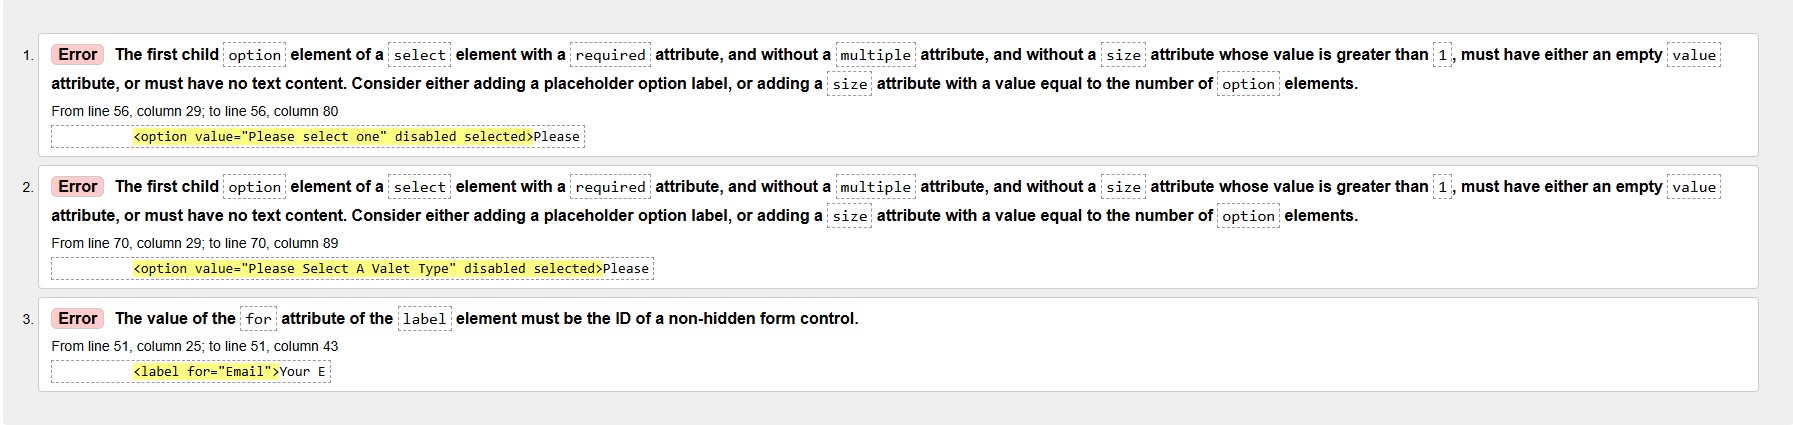 1. Error The first child option element of a select element with a required attribute, and without a multiple attribute, and without a size attribute whose value is greater than 1, must have either an empty value
attribute, or must have no text content. Consider either adding a placeholder option label, or adding a size attribute with a value equal to the number of option elements.
From line 56, column 29; to line 56, column 80
<option value="Please select one" disabled selected>Please
2. Error The first child option element of a select element with a required attribute, and without a multiple attribute, and without a size attribute whose value is greater than 1, must have either an empty value
attribute, or must have no text content. Consider either adding a placeholder option label, or adding a size attribute with a value equal to the number of option elements.
From line 70, column 29; to line 70, column 89
<option value="Please Select A Valet Type" disabled selected>Please
3. Error The value of the for attribute of the label element must be the ID of a non-hidden form control.
From line 51, column 25; to line 51, column 43
<label for="Email">Your E